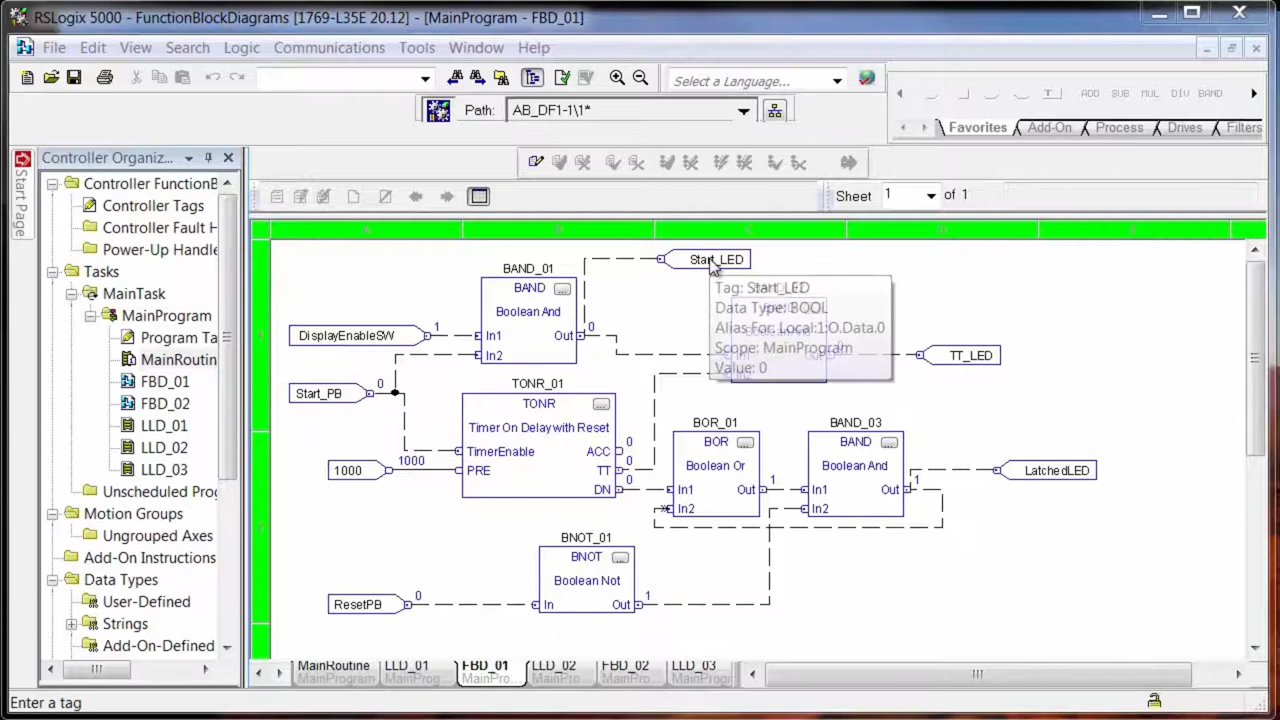 RSLogix 5000 - FunctionBlockDiagrams [1769-L35E 20.12] - [MainProgram - FBD_01]
File Edit View Search Logic Communications Tools Window Help
Select a Language...
ADD SUB MUL DIV BAND
Path: AB_DF1-1\1*
Favorites Add-On Process Drives Filters
Start Page
Controller Organiz...
Sheet 1 of 1
Controller FunctionB
Controller Tags
Controller Fault H
Power-Up Handle
Tasks
MainTask
MainProgram
Program Ta
MainRoutin
FBD_01
FBD_02
LLD_01
LLD_02
LLD_03
Unscheduled Prog
Motion Groups
Ungrouped Axes
Add-On Instructions
Data Types
User-Defined
Strings
Add-On-Defined
A B C D E
1
2
Start_LED
BAND_01
BAND
Boolean And
DisplayEnableSW 1 In1 Out 0
In2
Start_PB 0
Tag: Start_LED
Data Type: BOOL
Alias For: Local:1:O.Data.0
Scope: MainProgram
Value: 0
TT_LED
TONR_01
TONR
Timer On Delay with Reset
TimerEnable ACC 0
1000 1000 PRE TT 0
DN 0
BOR_01
BOR
Boolean Or
In1 Out 1
In2
BAND_03
BAND
Boolean And
In1 Out 1
In2
LatchedLED
BNOT_01
BNOT
Boolean Not
ResetPB 0 In Out 1
MainRoutine LLD_01 FBD_01 LLD_02 FBD_02 LLD_03
MainProgram MainProg MainPro... MainPro... MainPro... MainProgr
Enter a tag